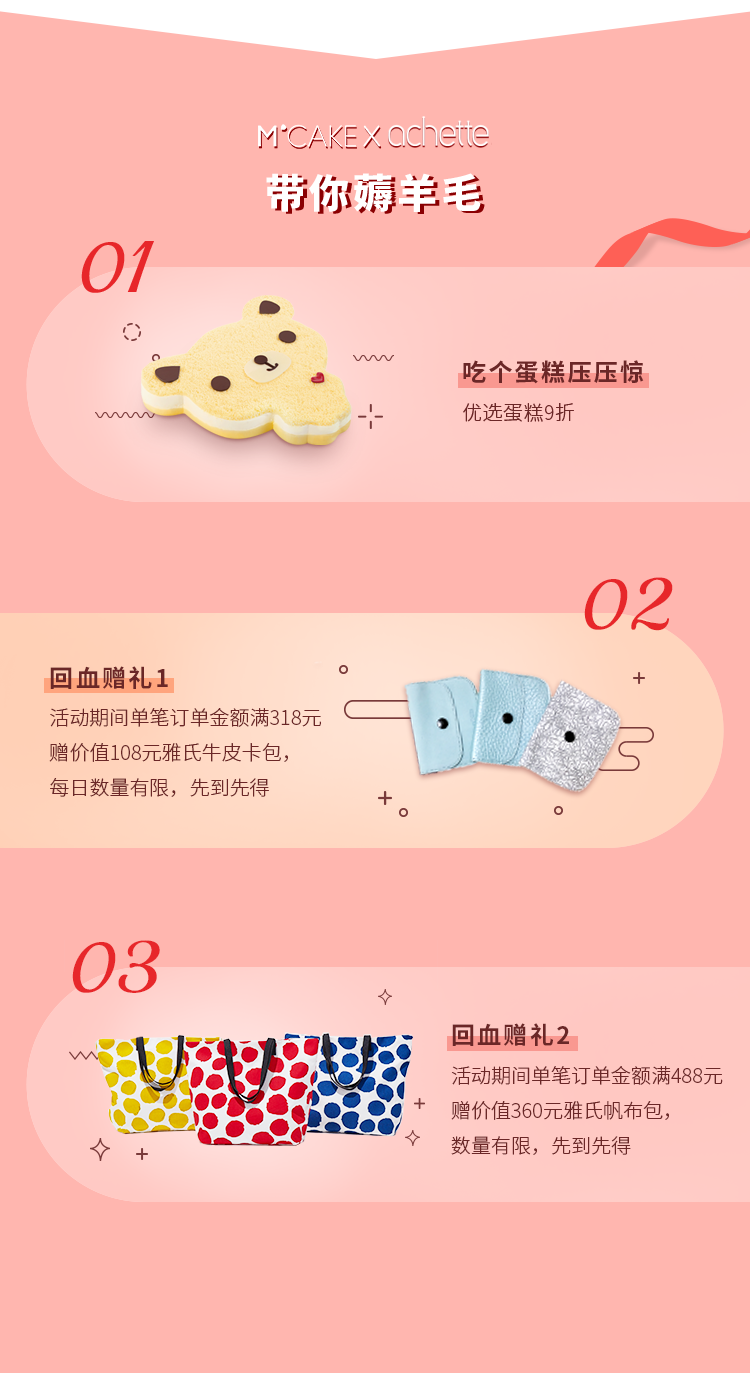 M·CAKE X achette
带你薅羊毛
01
吃个蛋糕压压惊
优选蛋糕9折
02
回血赠礼1
活动期间单笔订单金额满318元
赠价值108元雅氏牛皮卡包，
每日数量有限，先到先得
03
回血赠礼2
活动期间单笔订单金额满488元
赠价值360元雅氏帆布包，
数量有限，先到先得